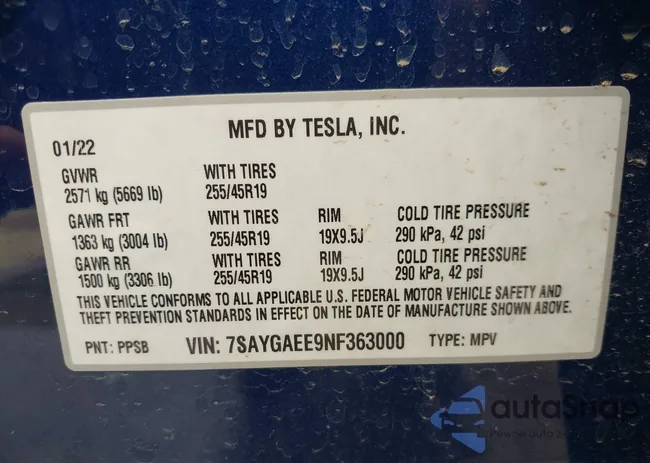 MFD BY TESLA, INC.
01/22
GVWR WITH TIRES
2571 kg (5669 lb) 255/45R19
GAWR FRT WITH TIRES RIM COLD TIRE PRESSURE
1363 kg (3004 lb) 255/45R19 19X9.5J 290 kPa, 42 psi
GAWR RR WITH TIRES RIM COLD TIRE PRESSURE
1500 kg (3306 lb) 255/45R19 19X9.5J 290 kPa, 42 psi
THIS VEHICLE CONFORMS TO ALL APPLICABLE U.S. FEDERAL MOTOR VEHICLE SAFETY AND
THEFT PREVENTION STANDARDS IN EFFECT ON THE DATE OF MANUFACTURE SHOWN ABOVE.
PNT: PPSB VIN: 7SAYGAEE9NF363000 TYPE: MPV
autoSnap